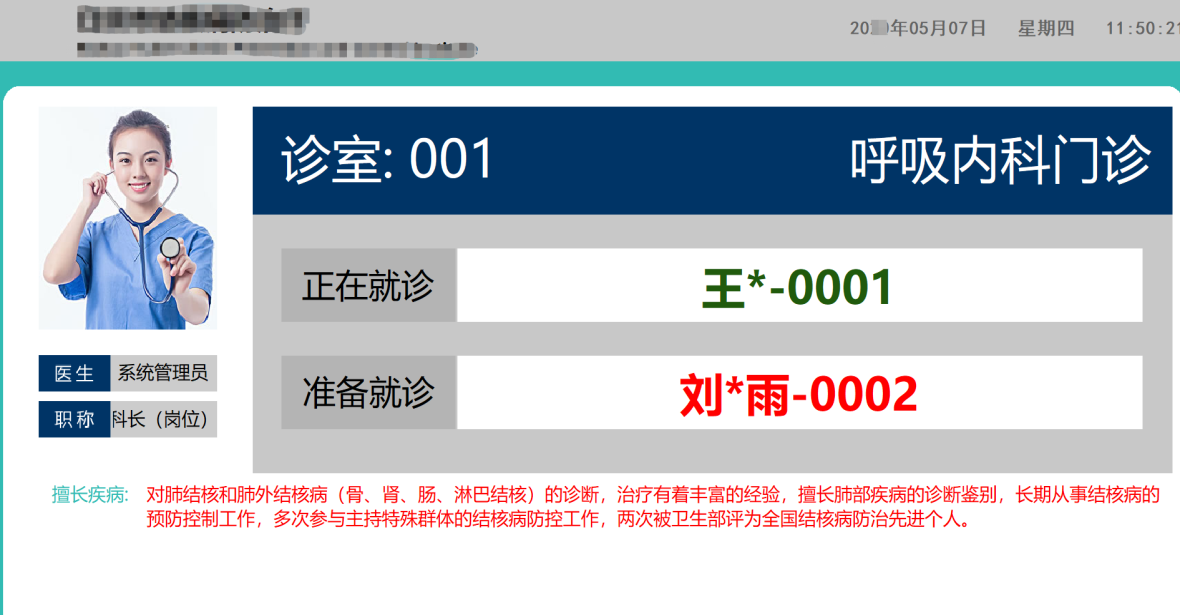 年05月07日 星期四 11:50:21
诊室: 001
呼吸内科门诊
正在就诊
王*-0001
准备就诊
刘*雨-0002
医生 系统管理员
职称 科长（岗位）
擅长疾病: 对肺结核和肺外结核病（骨、肾、肠、淋巴结核）的诊断，治疗有着丰富的经验，擅长肺部疾病的诊断鉴别，长期从事结核病的
预防控制工作，多次参与主持特殊群体的结核病防控工作，两次被卫生部评为全国结核病防治先进个人。